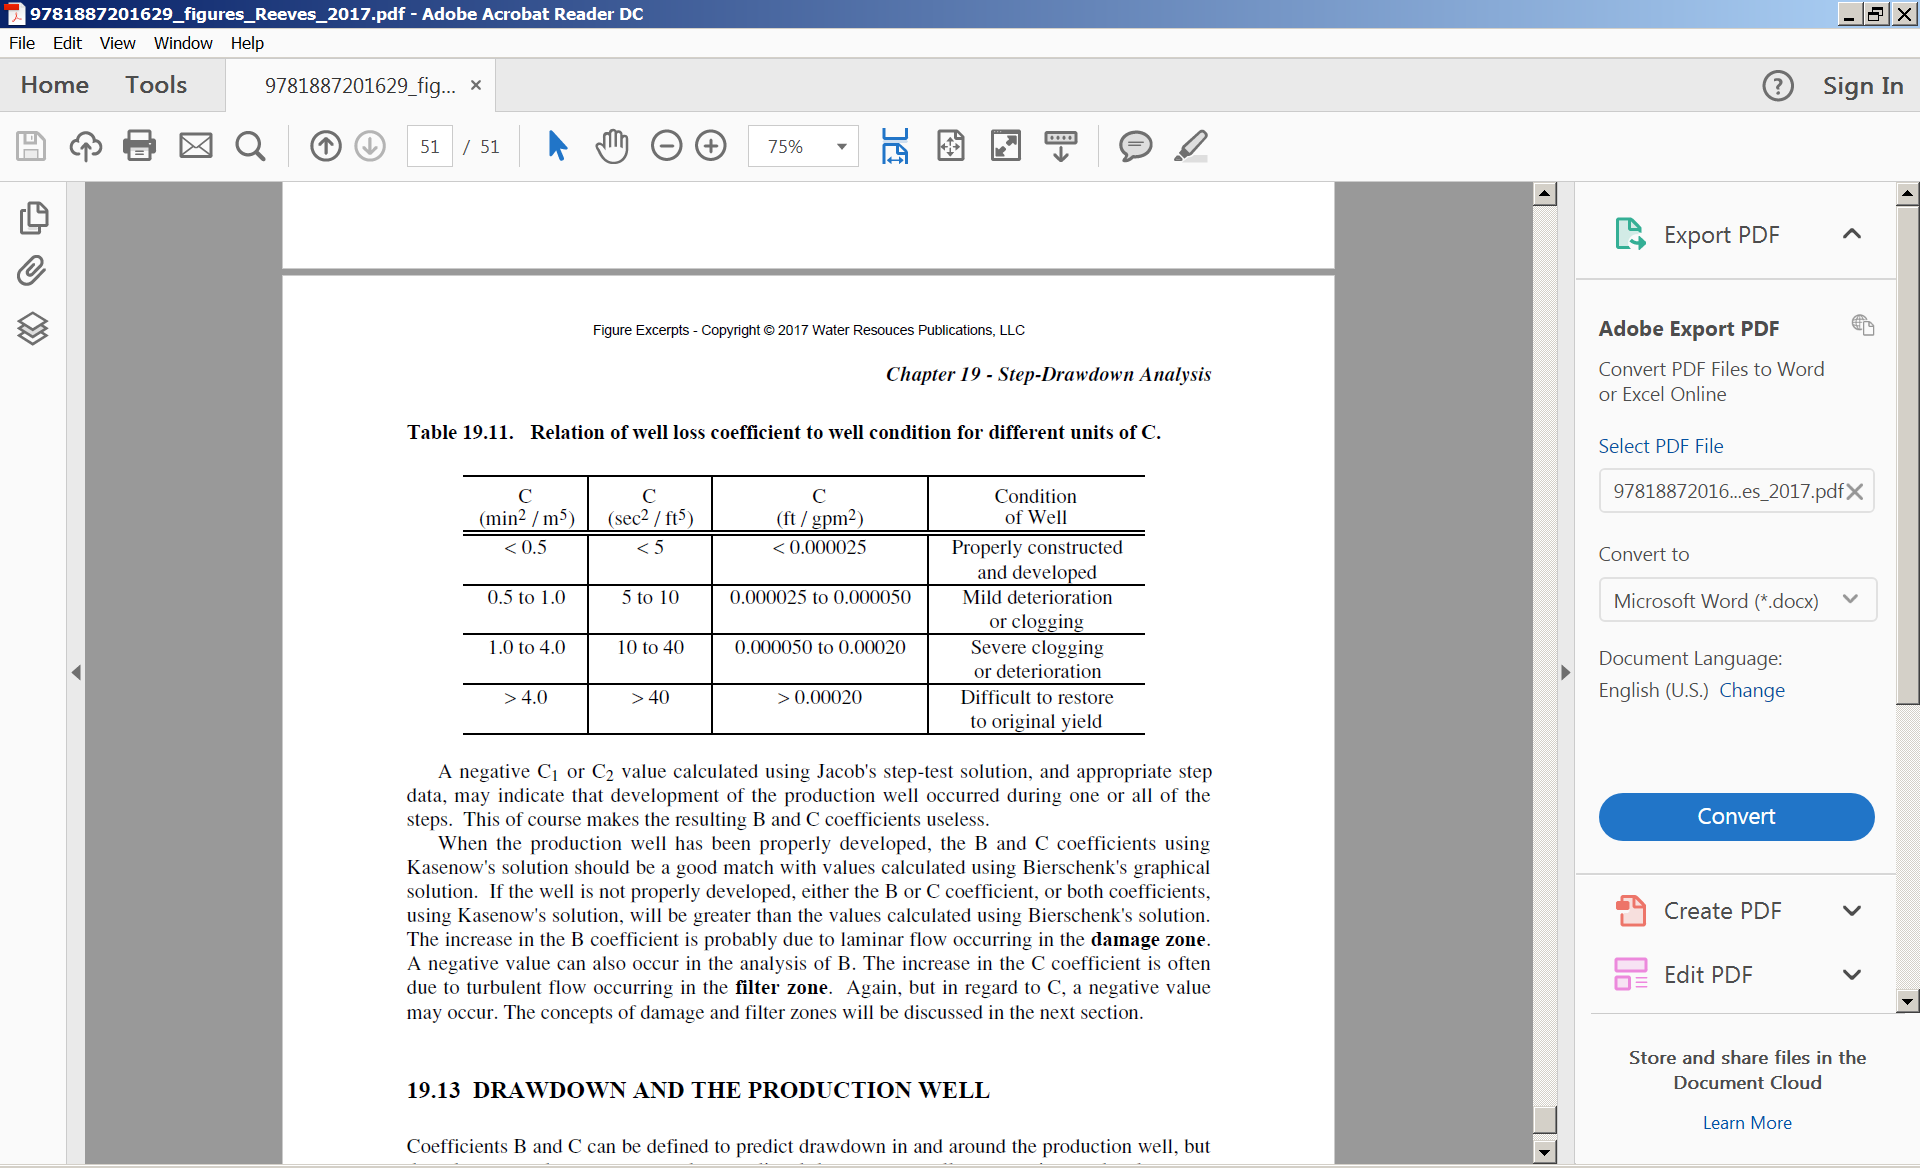 9781887201629_figures_Reeves_2017.pdf - Adobe Acrobat Reader DC
File Edit View Window Help
Home Tools 9781887201629_fig... × ? Sign In
51 / 51 75%
Export PDF
Adobe Export PDF
Convert PDF Files to Word
or Excel Online
Select PDF File
97818872016...es_2017.pdf
Convert to
Microsoft Word (*.docx)
Document Language:
English (U.S.) Change
Convert
Create PDF
Edit PDF
Store and share files in the
Document Cloud
Learn More
Figure Excerpts - Copyright © 2017 Water Resouces Publications, LLC
Chapter 19 - Step-Drawdown Analysis
Table 19.11. Relation of well loss coefficient to well condition for different units of C.
C C C Condition
(min² / m⁵) (sec² / ft⁵) (ft / gpm²) of Well
< 0.5 < 5 < 0.000025 Properly constructed
and developed
0.5 to 1.0 5 to 10 0.000025 to 0.000050 Mild deterioration
or clogging
1.0 to 4.0 10 to 40 0.000050 to 0.00020 Severe clogging
or deterioration
> 4.0 > 40 > 0.00020 Difficult to restore
to original yield
A negative C₁ or C₂ value calculated using Jacob's step-test solution, and appropriate step
data, may indicate that development of the production well occurred during one or all of the
steps. This of course makes the resulting B and C coefficients useless.
When the production well has been properly developed, the B and C coefficients using
Kasenow's solution should be a good match with values calculated using Bierschenk's graphical
solution. If the well is not properly developed, either the B or C coefficient, or both coefficients,
using Kasenow's solution, will be greater than the values calculated using Bierschenk's solution.
The increase in the B coefficient is probably due to laminar flow occurring in the damage zone.
A negative value can also occur in the analysis of B. The increase in the C coefficient is often
due to turbulent flow occurring in the filter zone. Again, but in regard to C, a negative value
may occur. The concepts of damage and filter zones will be discussed in the next section.
19.13 DRAWDOWN AND THE PRODUCTION WELL
Coefficients B and C can be defined to predict drawdown in and around the production well, but